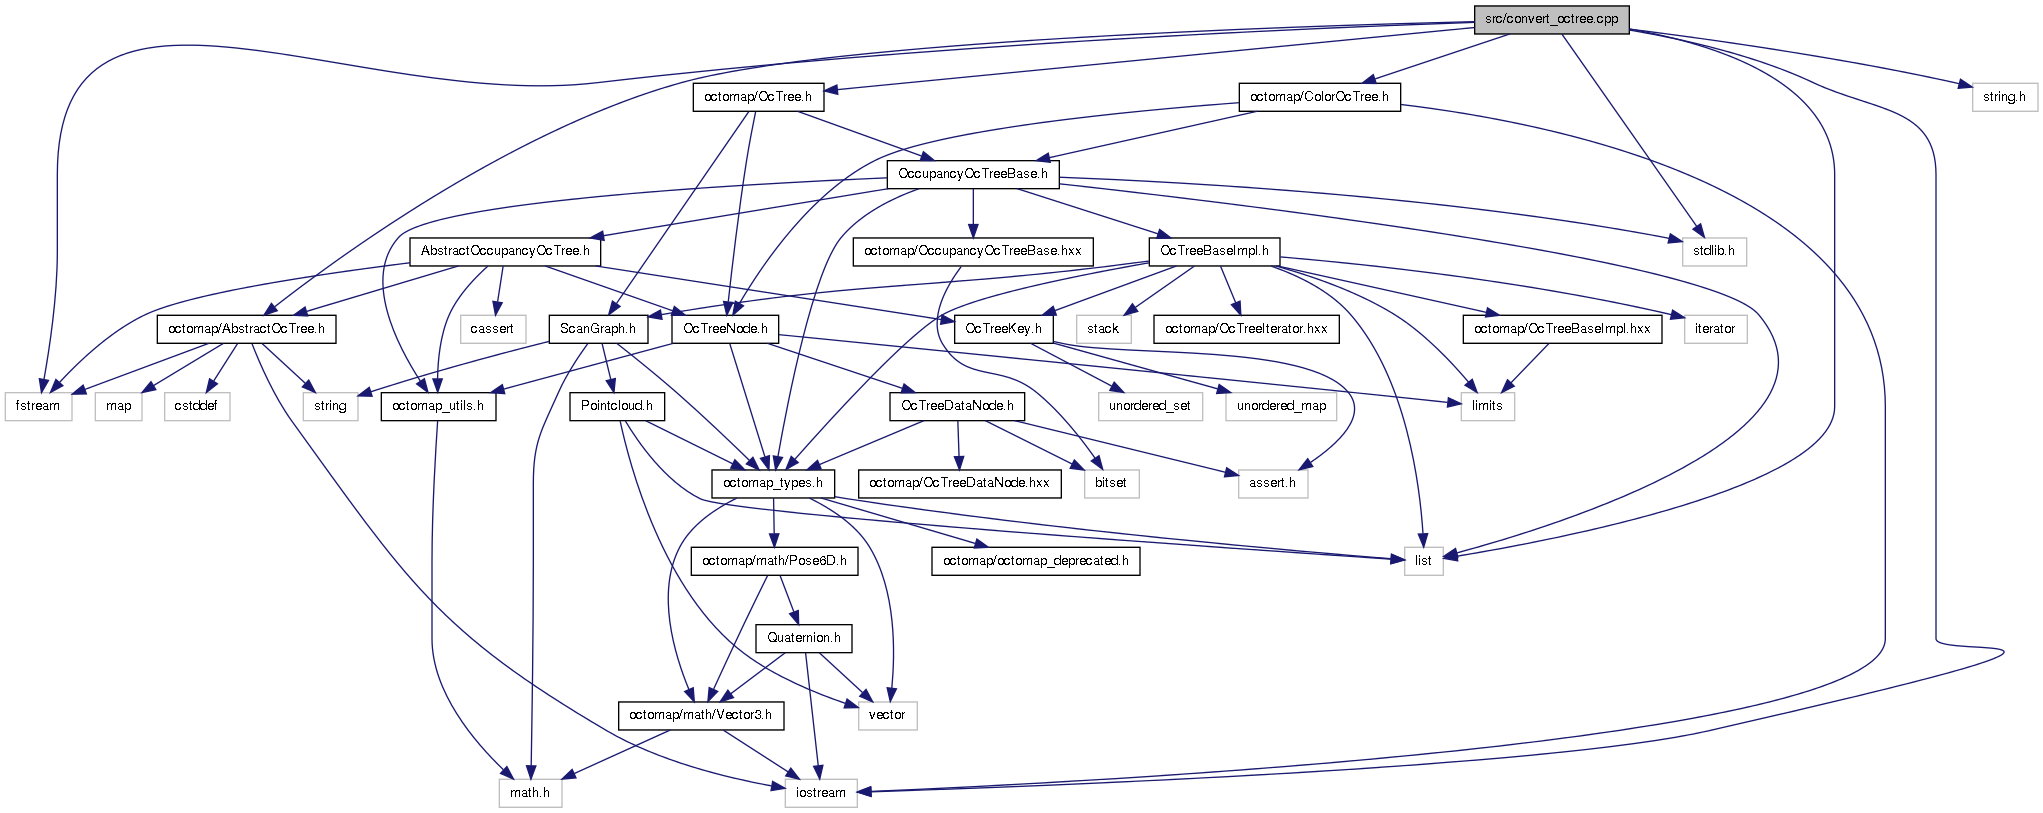 src/convert_octree.cpp
octomap/OcTree.h
octomap/ColorOcTree.h
string.h
OccupancyOcTreeBase.h
AbstractOccupancyOcTree.h
octomap/OccupancyOcTreeBase.hxx
OcTreeBaseImpl.h
stdlib.h
octomap/AbstractOcTree.h
cassert
ScanGraph.h
OcTreeNode.h
OcTreeKey.h
stack
octomap/OcTreeIterator.hxx
octomap/OcTreeBaseImpl.hxx
iterator
fstream
map
cstddef
string
octomap_utils.h
Pointcloud.h
OcTreeDataNode.h
unordered_set
unordered_map
limits
octomap_types.h
octomap/OcTreeDataNode.hxx
bitset
assert.h
octomap/math/Pose6D.h
octomap/octomap_deprecated.h
list
Quaternion.h
octomap/math/Vector3.h
vector
math.h
iostream